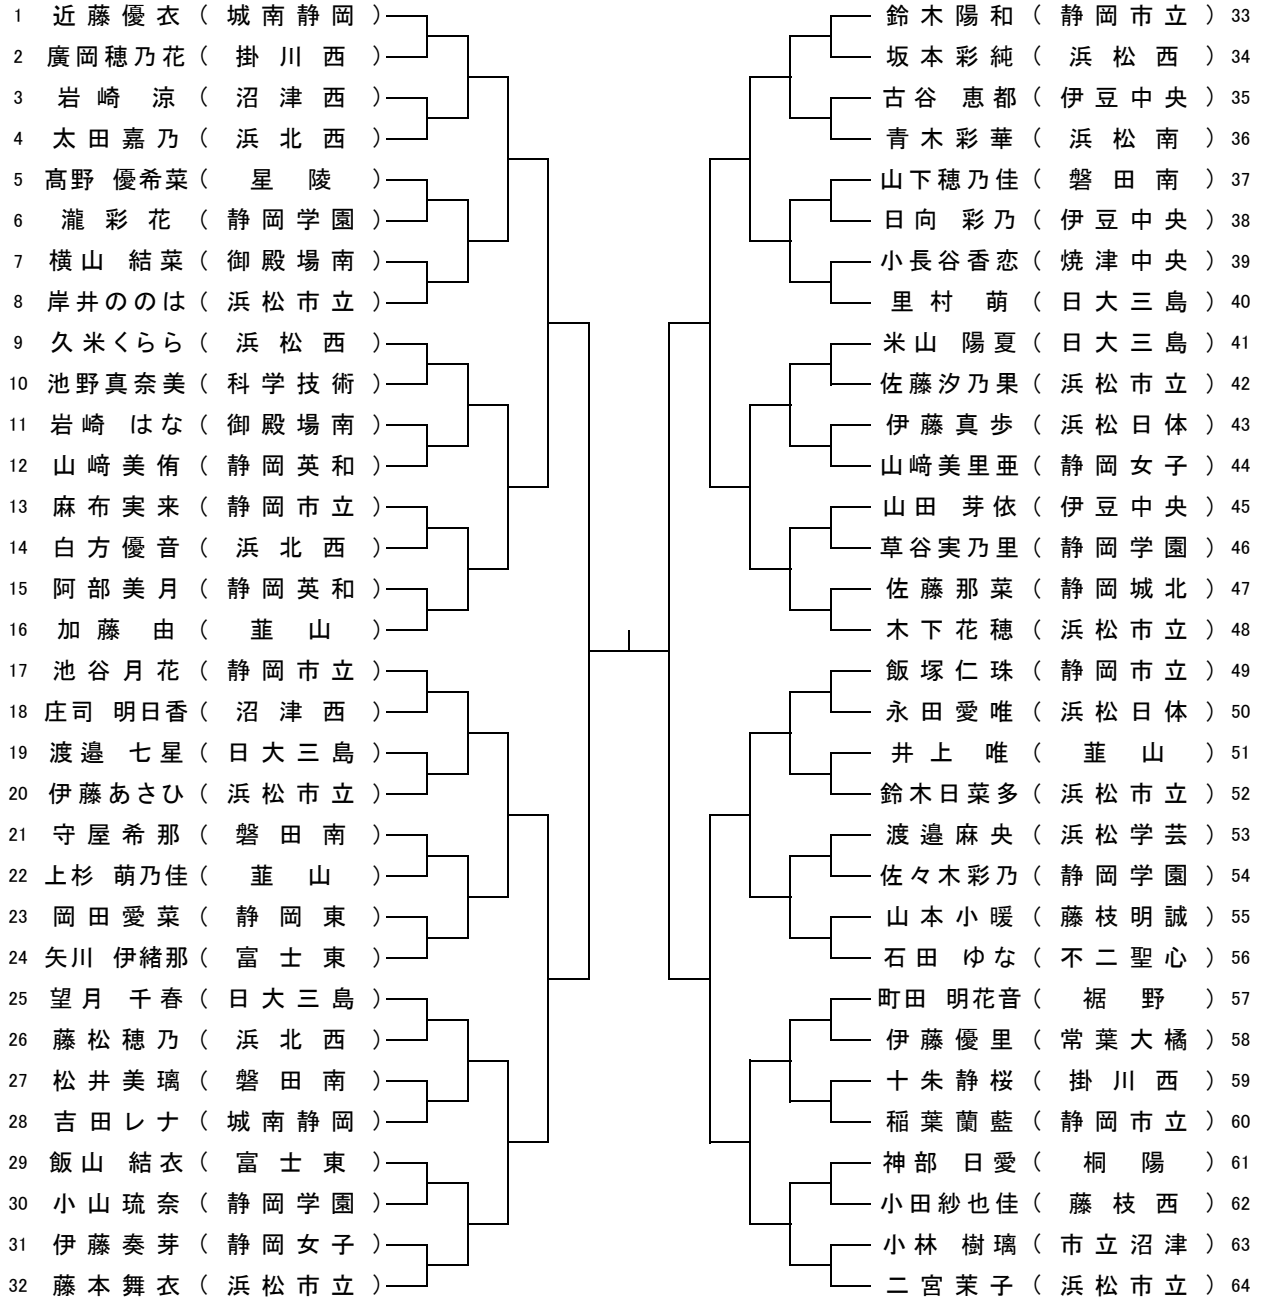 1 近藤優衣（城南静岡）
2 廣岡穂乃花（掛川西）
3 岩崎 涼（沼津西）
4 太田嘉乃（浜北西）
5 髙野 優希菜（星陵）
6 瀧彩花（静岡学園）
7 横山 結菜（御殿場南）
8 岸井ののは（浜松市立）
9 久米くらら（浜松西）
10 池野真奈美（科学技術）
11 岩崎 はな（御殿場南）
12 山﨑美侑（静岡英和）
13 麻布実来（静岡市立）
14 白方優音（浜北西）
15 阿部美月（静岡英和）
16 加藤 由（韮山）
17 池谷月花（静岡市立）
18 庄司 明日香（沼津西）
19 渡邉 七星（日大三島）
20 伊藤あさひ（浜松市立）
21 守屋希那（磐田南）
22 上杉 萌乃佳（韮山）
23 岡田愛菜（静岡東）
24 矢川 伊緒那（富士東）
25 望月 千春（日大三島）
26 藤松穂乃（浜北西）
27 松井美璃（磐田南）
28 吉田レナ（城南静岡）
29 飯山 結衣（富士東）
30 小山琉奈（静岡学園）
31 伊藤奏芽（静岡女子）
32 藤本舞衣（浜松市立）
鈴木陽和（静岡市立）33
坂本彩純（浜松西）34
古谷 恵都（伊豆中央）35
青木彩華（浜松南）36
山下穂乃佳（磐田南）37
日向 彩乃（伊豆中央）38
小長谷香恋（焼津中央）39
里村 萌（日大三島）40
米山 陽夏（日大三島）41
佐藤汐乃果（浜松市立）42
伊藤真歩（浜松日体）43
山﨑美里亜（静岡女子）44
山田 芽依（伊豆中央）45
草谷実乃里（静岡学園）46
佐藤那菜（静岡城北）47
木下花穂（浜松市立）48
飯塚仁珠（静岡市立）49
永田愛唯（浜松日体）50
井上 唯（韮山）51
鈴木日菜多（浜松市立）52
渡邉麻央（浜松学芸）53
佐々木彩乃（静岡学園）54
山本小暖（藤枝明誠）55
石田 ゆな（不二聖心）56
町田 明花音（裾野）57
伊藤優里（常葉大橘）58
十朱静桜（掛川西）59
稲葉蘭藍（静岡市立）60
神部 日愛（桐陽）61
小田紗也佳（藤枝西）62
小林 樹璃（市立沼津）63
二宮茉子（浜松市立）64